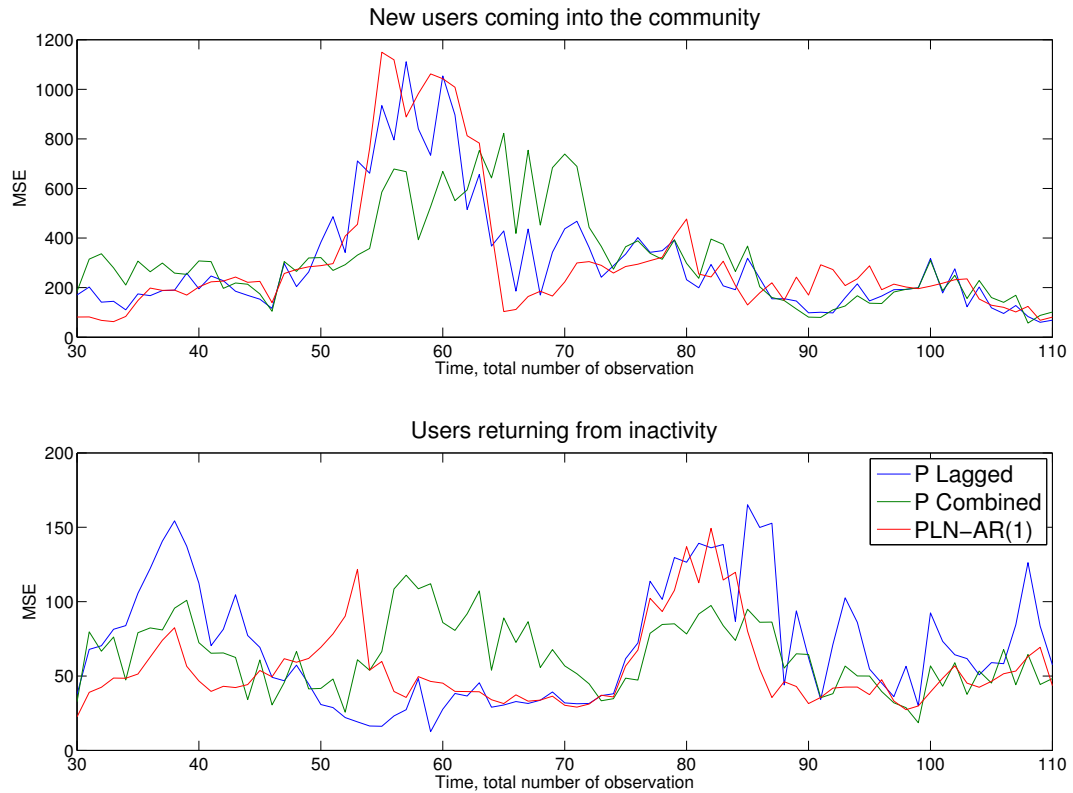 New users coming into the community
1200
1000
800
600
400
200
0
MSE
30 40 50 60 70 80 90 100 110
Time, total number of observation
Users returning from inactivity
200
150
100
50
0
MSE
P Lagged
P Combined
PLN−AR(1)
30 40 50 60 70 80 90 100 110
Time, total number of observation